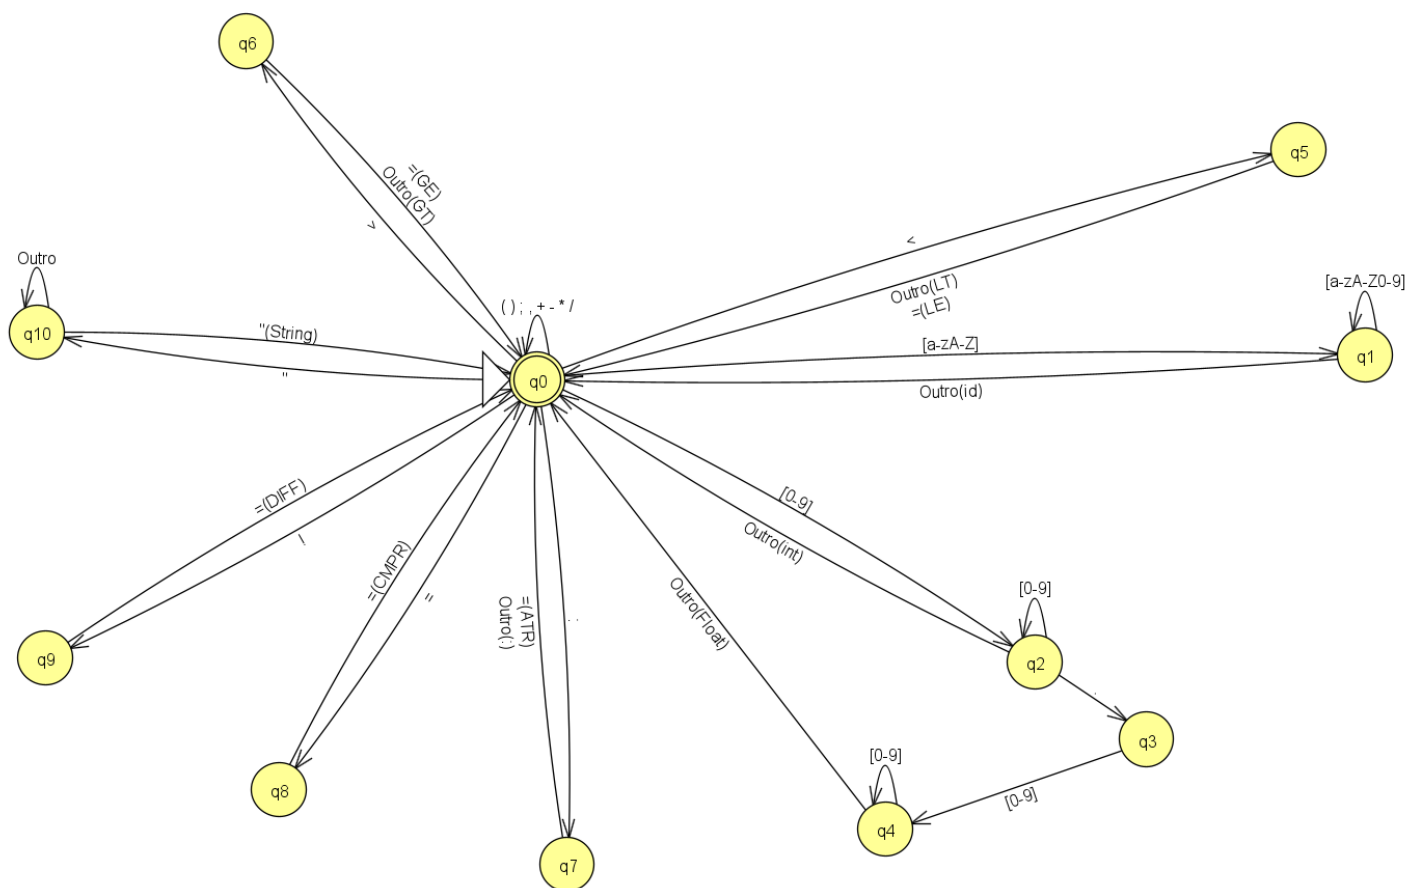 q6
q5
=(GE)
Outro(GT)
>
<
Outro(LT)
=(LE)
Outro
q10
"(String)
"
( ) ; , + - * /
q0
[a-zA-Z0-9]
q1
[a-zA-Z]
Outro(id)
=(DIFF)
!
q9
=(CMPR)
=
q8
=(ATR)
Outro(:)
:
q7
[0-9]
Outro(int)
Outro(Float)
[0-9]
q2
.
q3
[0-9]
[0-9]
q4